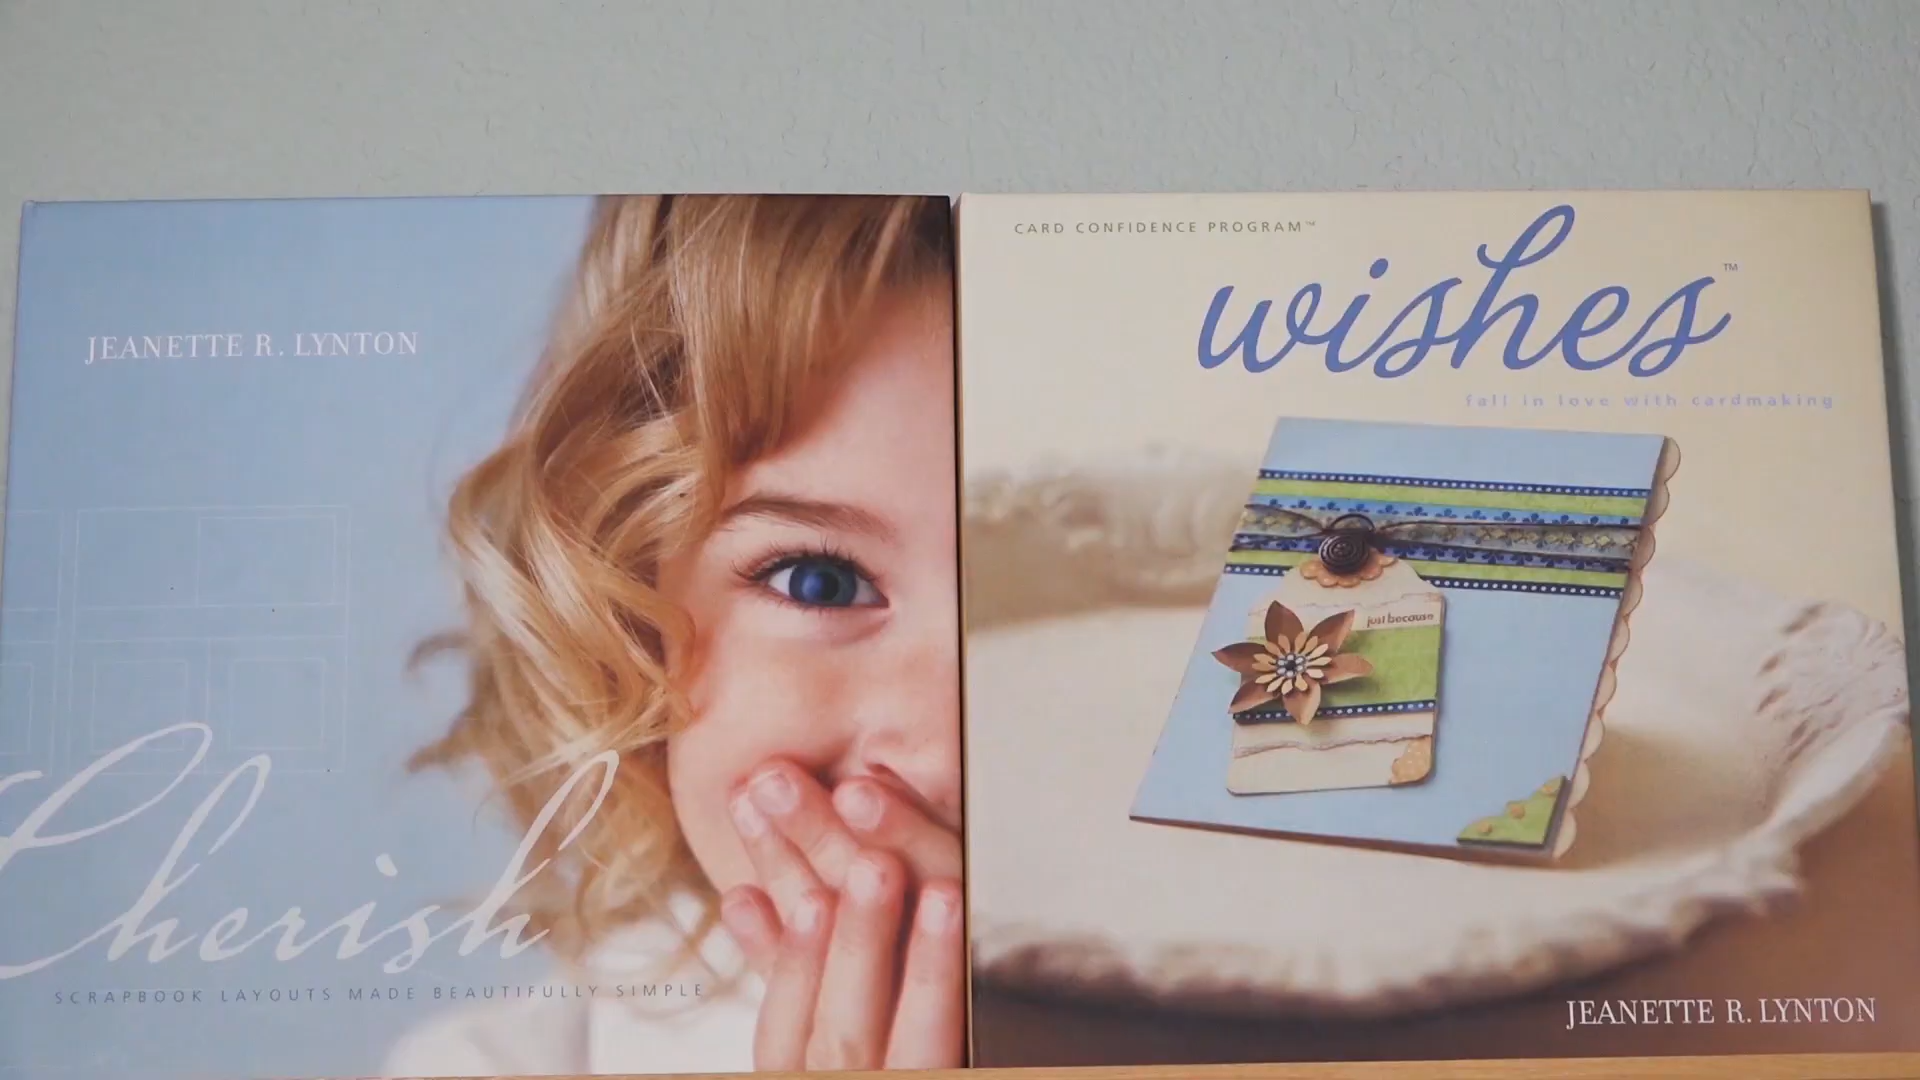 JEANETTE R. LYNTON
Cherish
SCRAPBOOK LAYOUTS MADE BEAUTIFULLY SIMPLE
CARD CONFIDENCE PROGRAM™
wishes™
fall in love with cardmaking
just because
JEANETTE R. LYNTON